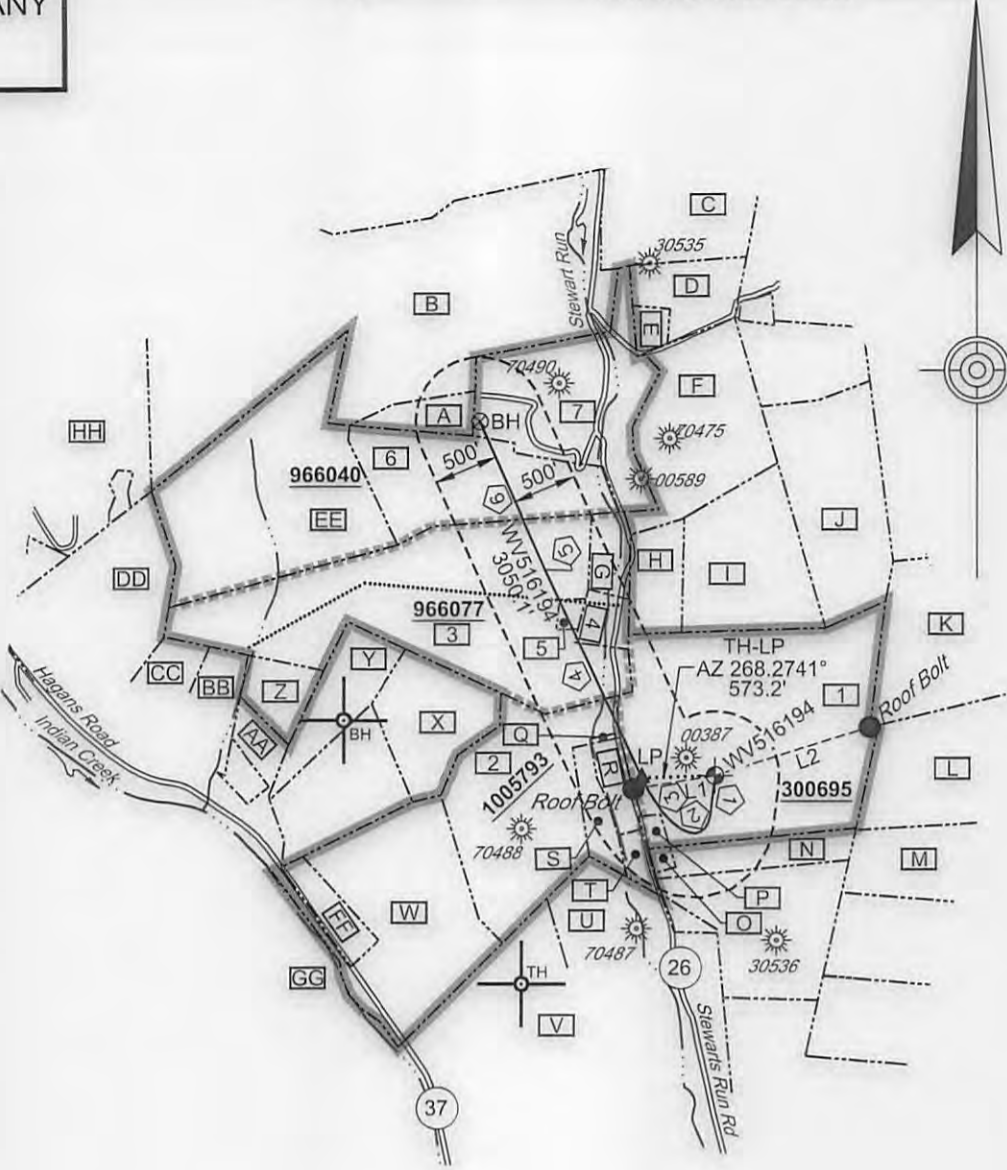 ANY
C
30535
D
Stewart Run
B
E
70490
7
F
A
BH
70475
HH
6
500'
500'
00589
966040
6
EE
J
WV516194
3050.1'
5
H
I
G
DD
966077
3
4
5
4
TH-LP
AZ 268.2741°
573.2'
K
1
Roof Bolt
CC
BB
Z
Y
X
BH
AA
Q
2
00387
WV516194
LP
R
L2
L
Hagans Road
Indian Creek
1005793
Roof Bolt
3
L1
2
1
300695
70488
S
N
M
T
P
W
U
O
FF
70487
30536
26
GG
TH
V
Stewarts Run Rd
37